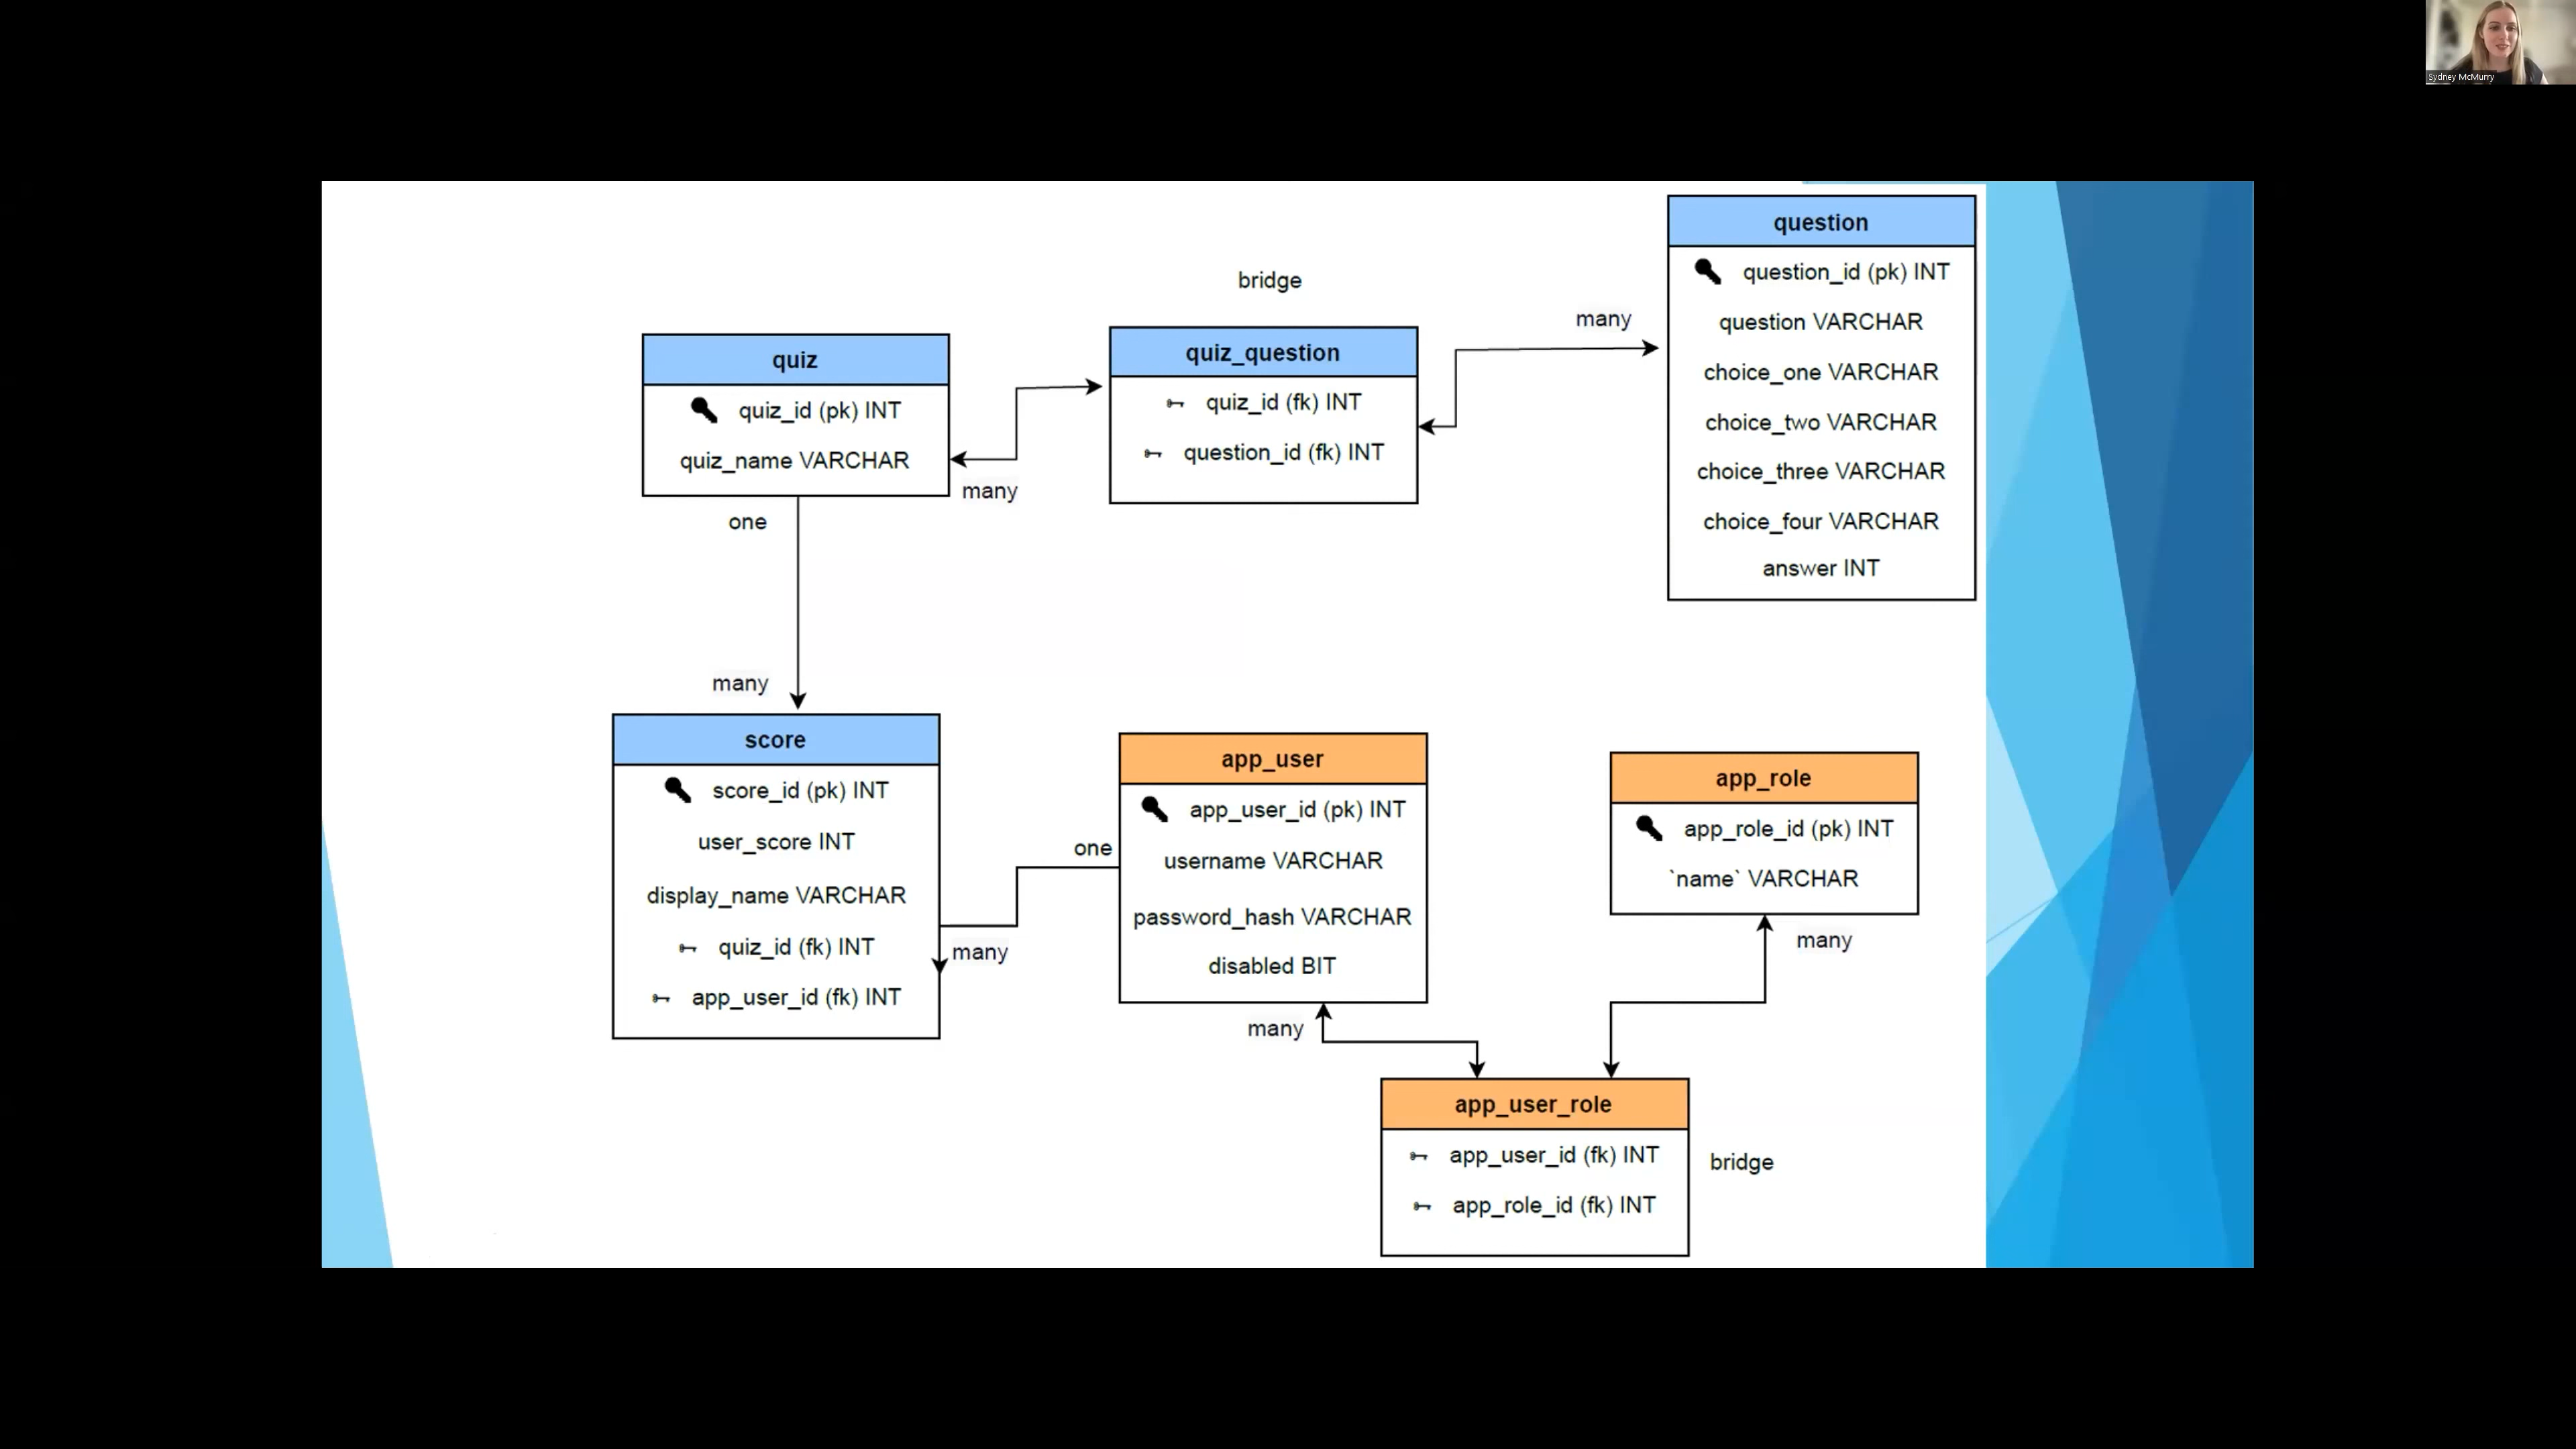 Sydney McMurry
question
question_id (pk) INT
question VARCHAR
choice_one VARCHAR
choice_two VARCHAR
choice_three VARCHAR
choice_four VARCHAR
answer INT
bridge
many
quiz
quiz_id (pk) INT
quiz_name VARCHAR
quiz_question
quiz_id (fk) INT
question_id (fk) INT
many
one
many
score
score_id (pk) INT
user_score INT
display_name VARCHAR
quiz_id (fk) INT
app_user_id (fk) INT
one
many
app_user
app_user_id (pk) INT
username VARCHAR
password_hash VARCHAR
disabled BIT
many
app_role
app_role_id (pk) INT
`name` VARCHAR
many
app_user_role
app_user_id (fk) INT
app_role_id (fk) INT
bridge